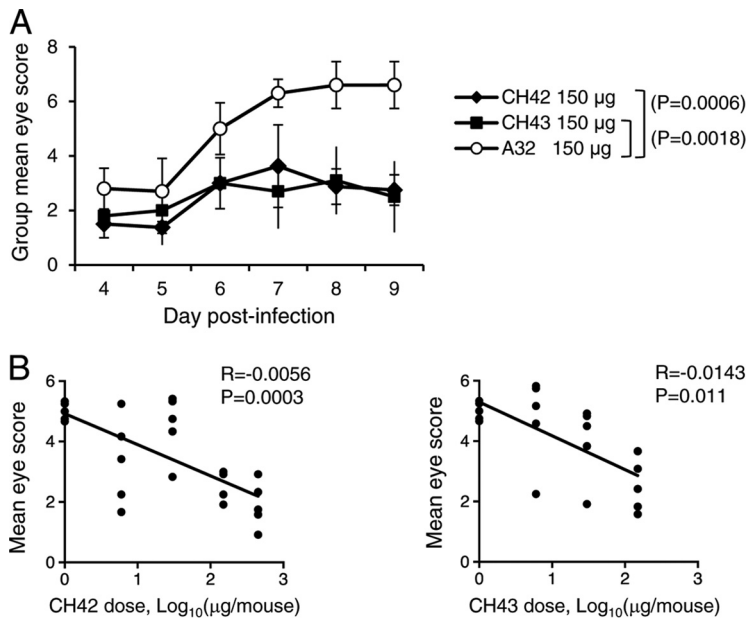 A
Group mean eye score
8
6
4
2
0
4 5 6 7 8 9
Day post-infection
CH42 150 µg
CH43 150 µg
A32 150 µg
(P=0.0006)
(P=0.0018)
B
Mean eye score
6
4
2
0
0 1 2 3
CH42 dose, Log10(µg/mouse)
R=-0.0056
P=0.0003
Mean eye score
6
4
2
0
0 1 2 3
CH43 dose, Log10(µg/mouse)
R=-0.0143
P=0.011